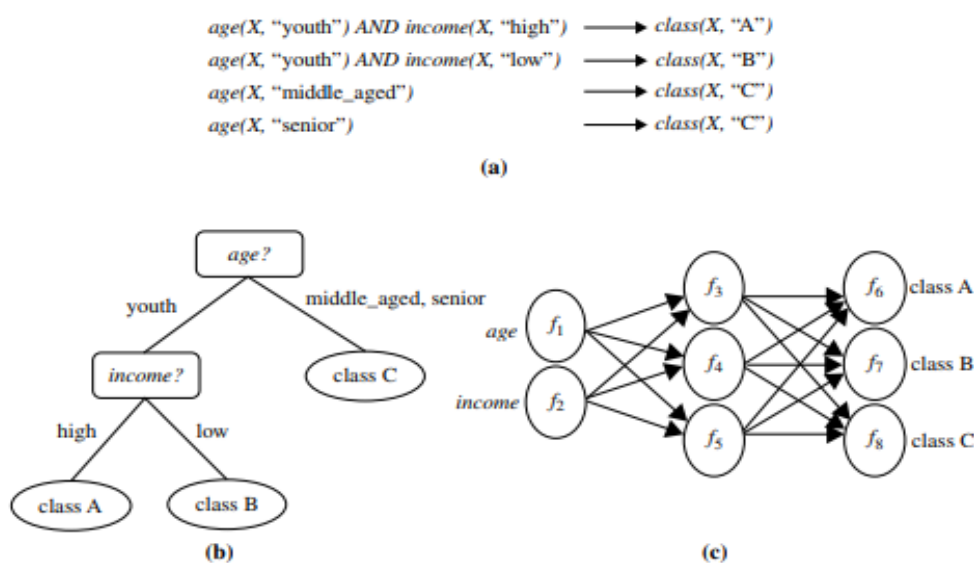 age(X, “youth”) AND income(X, “high”) class(X, “A”)
age(X, “youth”) AND income(X, “low”) class(X, “B”)
age(X, “middle_aged”) class(X, “C”)
age(X, “senior”) class(X, “C”)
(a)
age?
youth
middle_aged, senior
income?
class C
high
low
class A
class B
(b)
age
income
f1
f2
f3
f4
f5
f6
f7
f8
class A
class B
class C
(c)